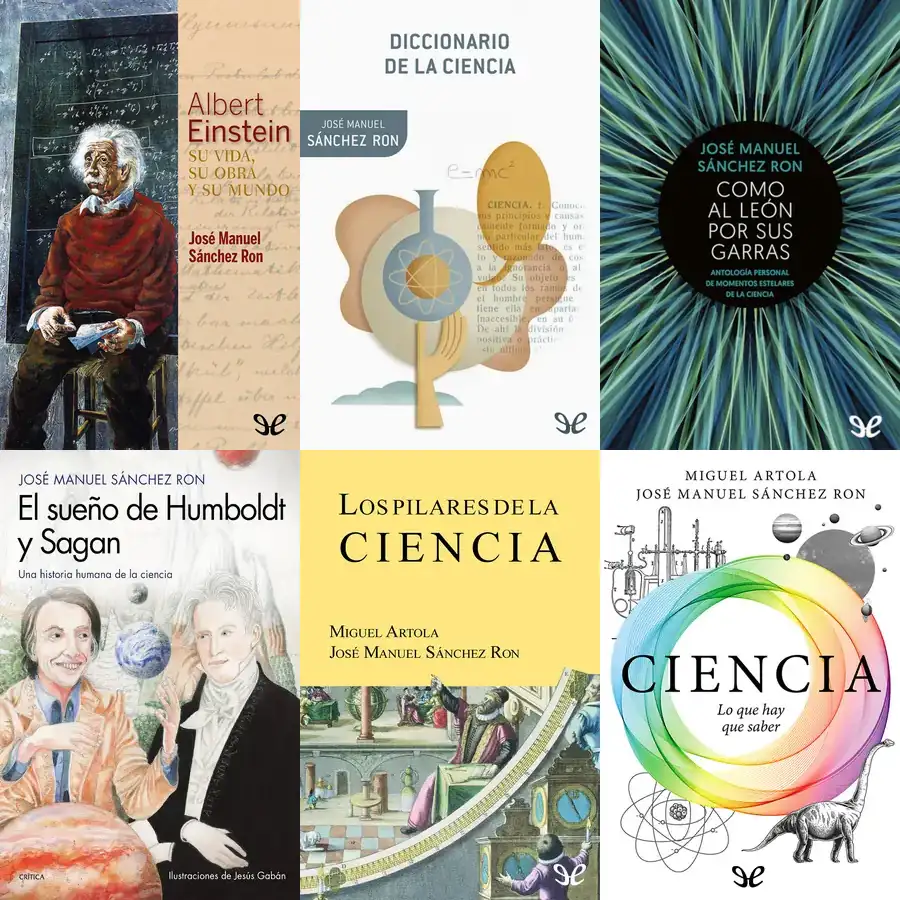 Albert
Einstein
SU VIDA,
SU OBRA
Y SU MUNDO
José Manuel
Sánchez Ron
DICCIONARIO
DE LA CIENCIA
JOSÉ MANUEL
SÁNCHEZ RON
e=mc²
CIENCIA.
JOSÉ MANUEL
SÁNCHEZ RON
COMO
AL LEÓN
POR SUS
GARRAS
ANTOLOGÍA PERSONAL
DE MOMENTOS ESTELARES
DE LA CIENCIA
JOSÉ MANUEL SÁNCHEZ RON
El sueño de Humboldt
y Sagan
Una historia humana de la ciencia
CRÍTICA
Ilustraciones de Jesús Gabán
LOS PILARES DE LA
CIENCIA
MIGUEL ARTOLA
JOSÉ MANUEL SÁNCHEZ RON
MIGUEL ARTOLA
JOSÉ MANUEL SÁNCHEZ RON
CIENCIA
Lo que hay
que saber